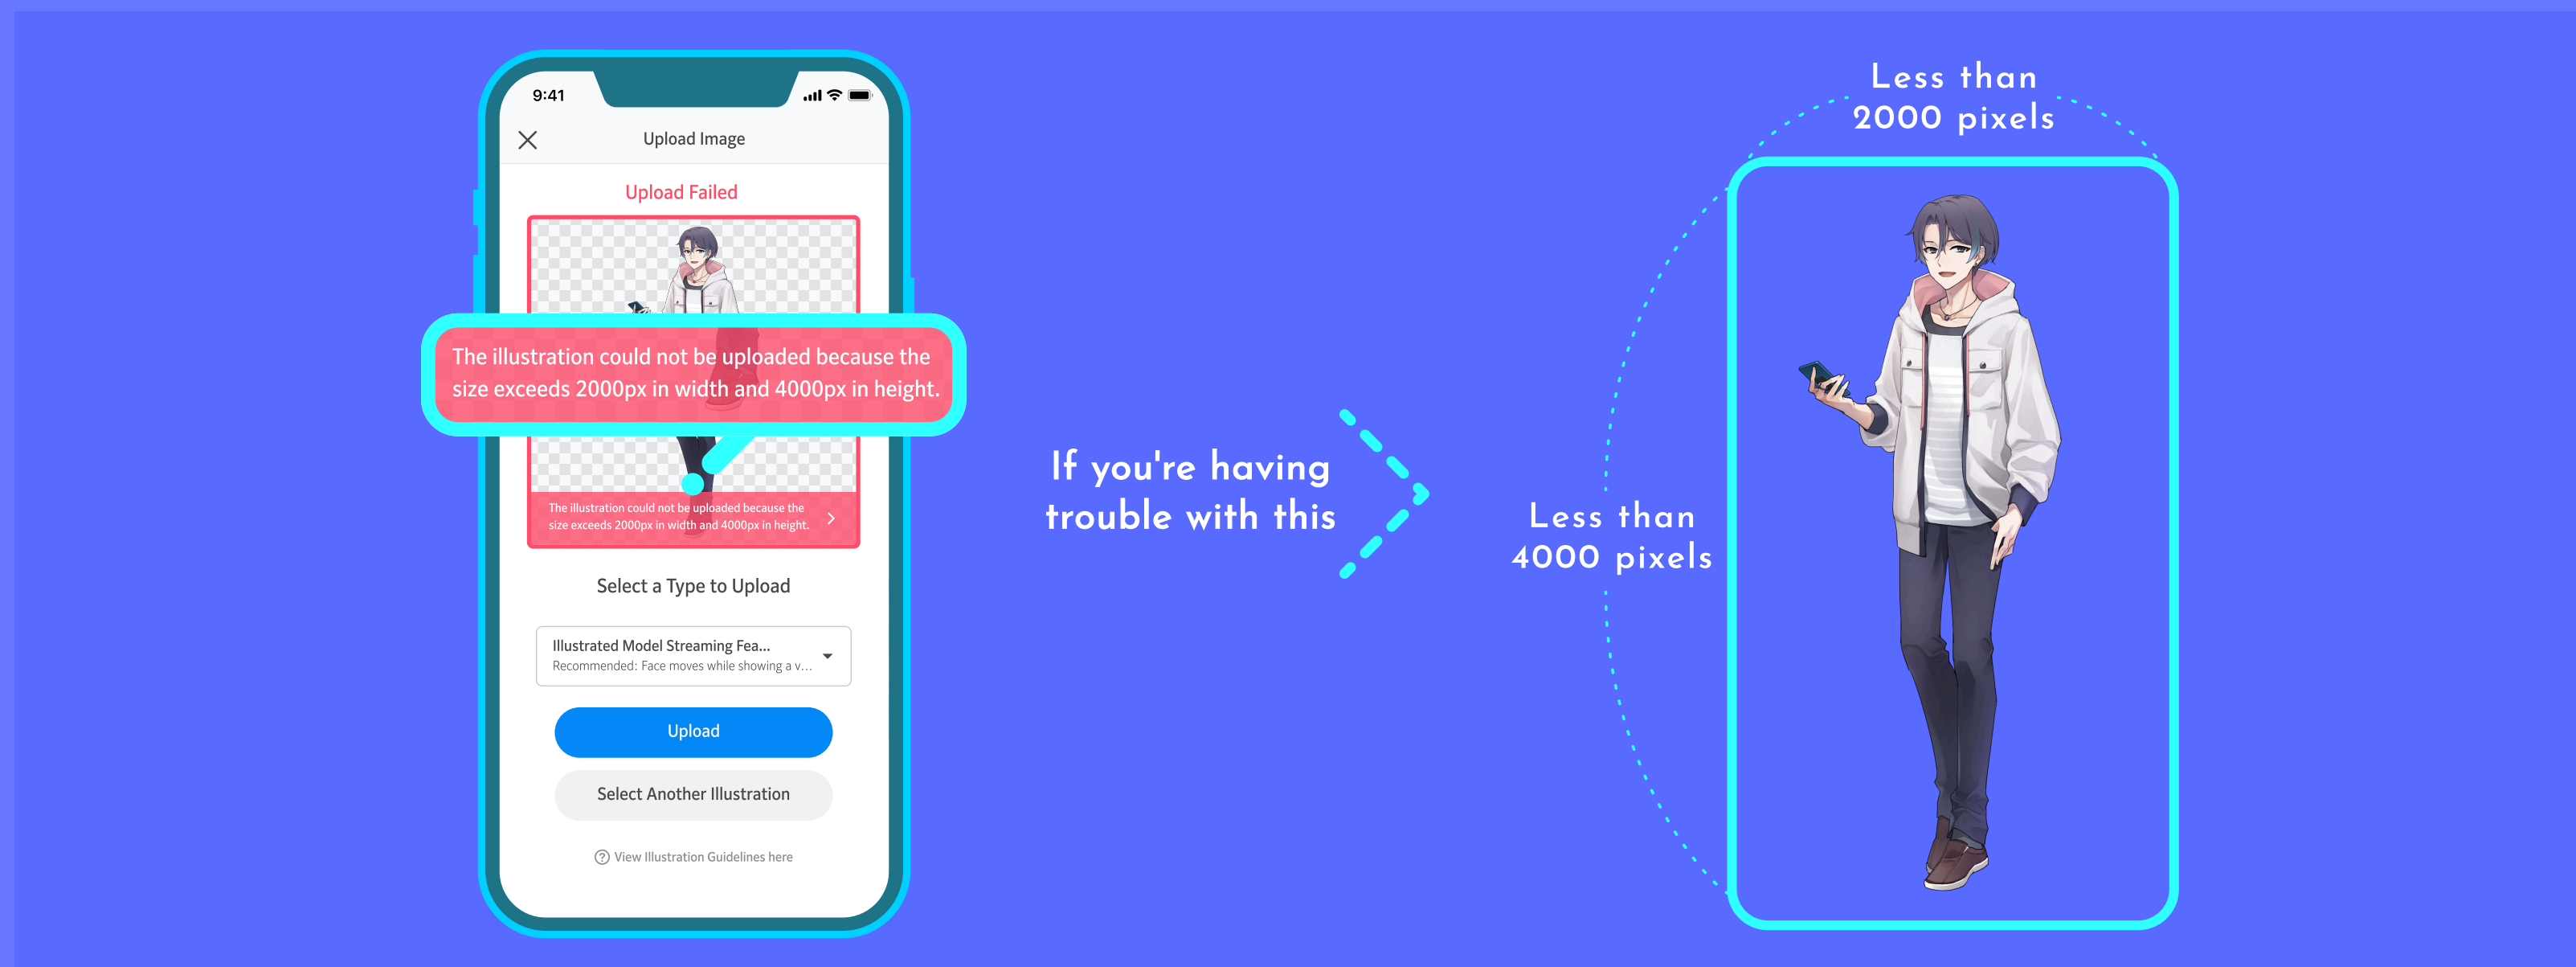 9:41
Upload Image
Upload Failed
The illustration could not be uploaded because the
size exceeds 2000px in width and 4000px in height.
The illustration could not be uploaded because the
size exceeds 2000px in width and 4000px in height.
Select a Type to Upload
Illustrated Model Streaming Fea...
Recommended: Face moves while showing a v...
Upload
Select Another Illustration
? View Illustration Guidelines here
If you're having
trouble with this
Less than
2000 pixels
Less than
4000 pixels